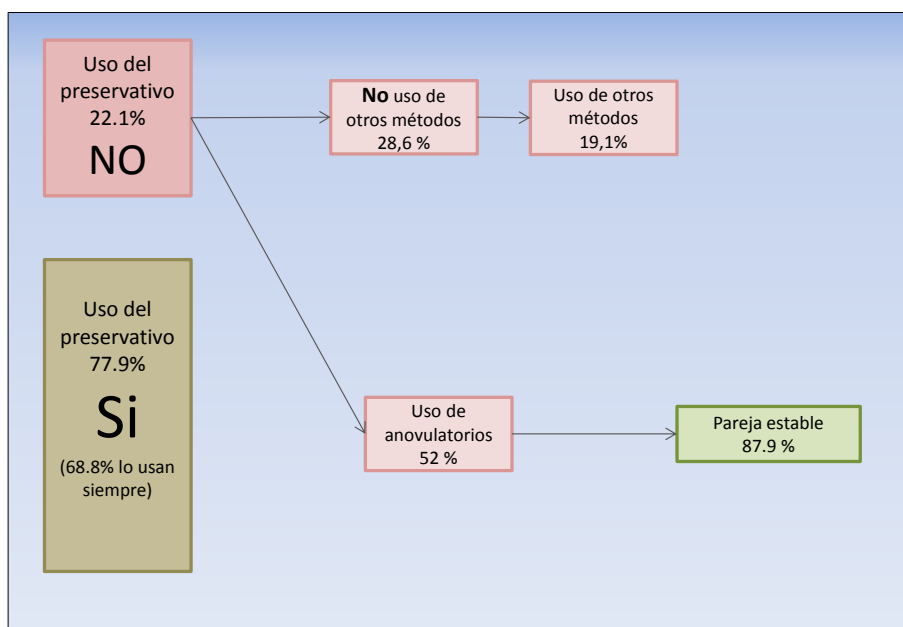 Uso del
preservativo
22.1%
NO
No uso de
otros métodos
28,6 %
Uso de otros
métodos
19,1%
Uso del
preservativo
77.9%
Si
(68.8% lo usan
siempre)
Uso de
anovulatorios
52 %
Pareja estable
87.9 %